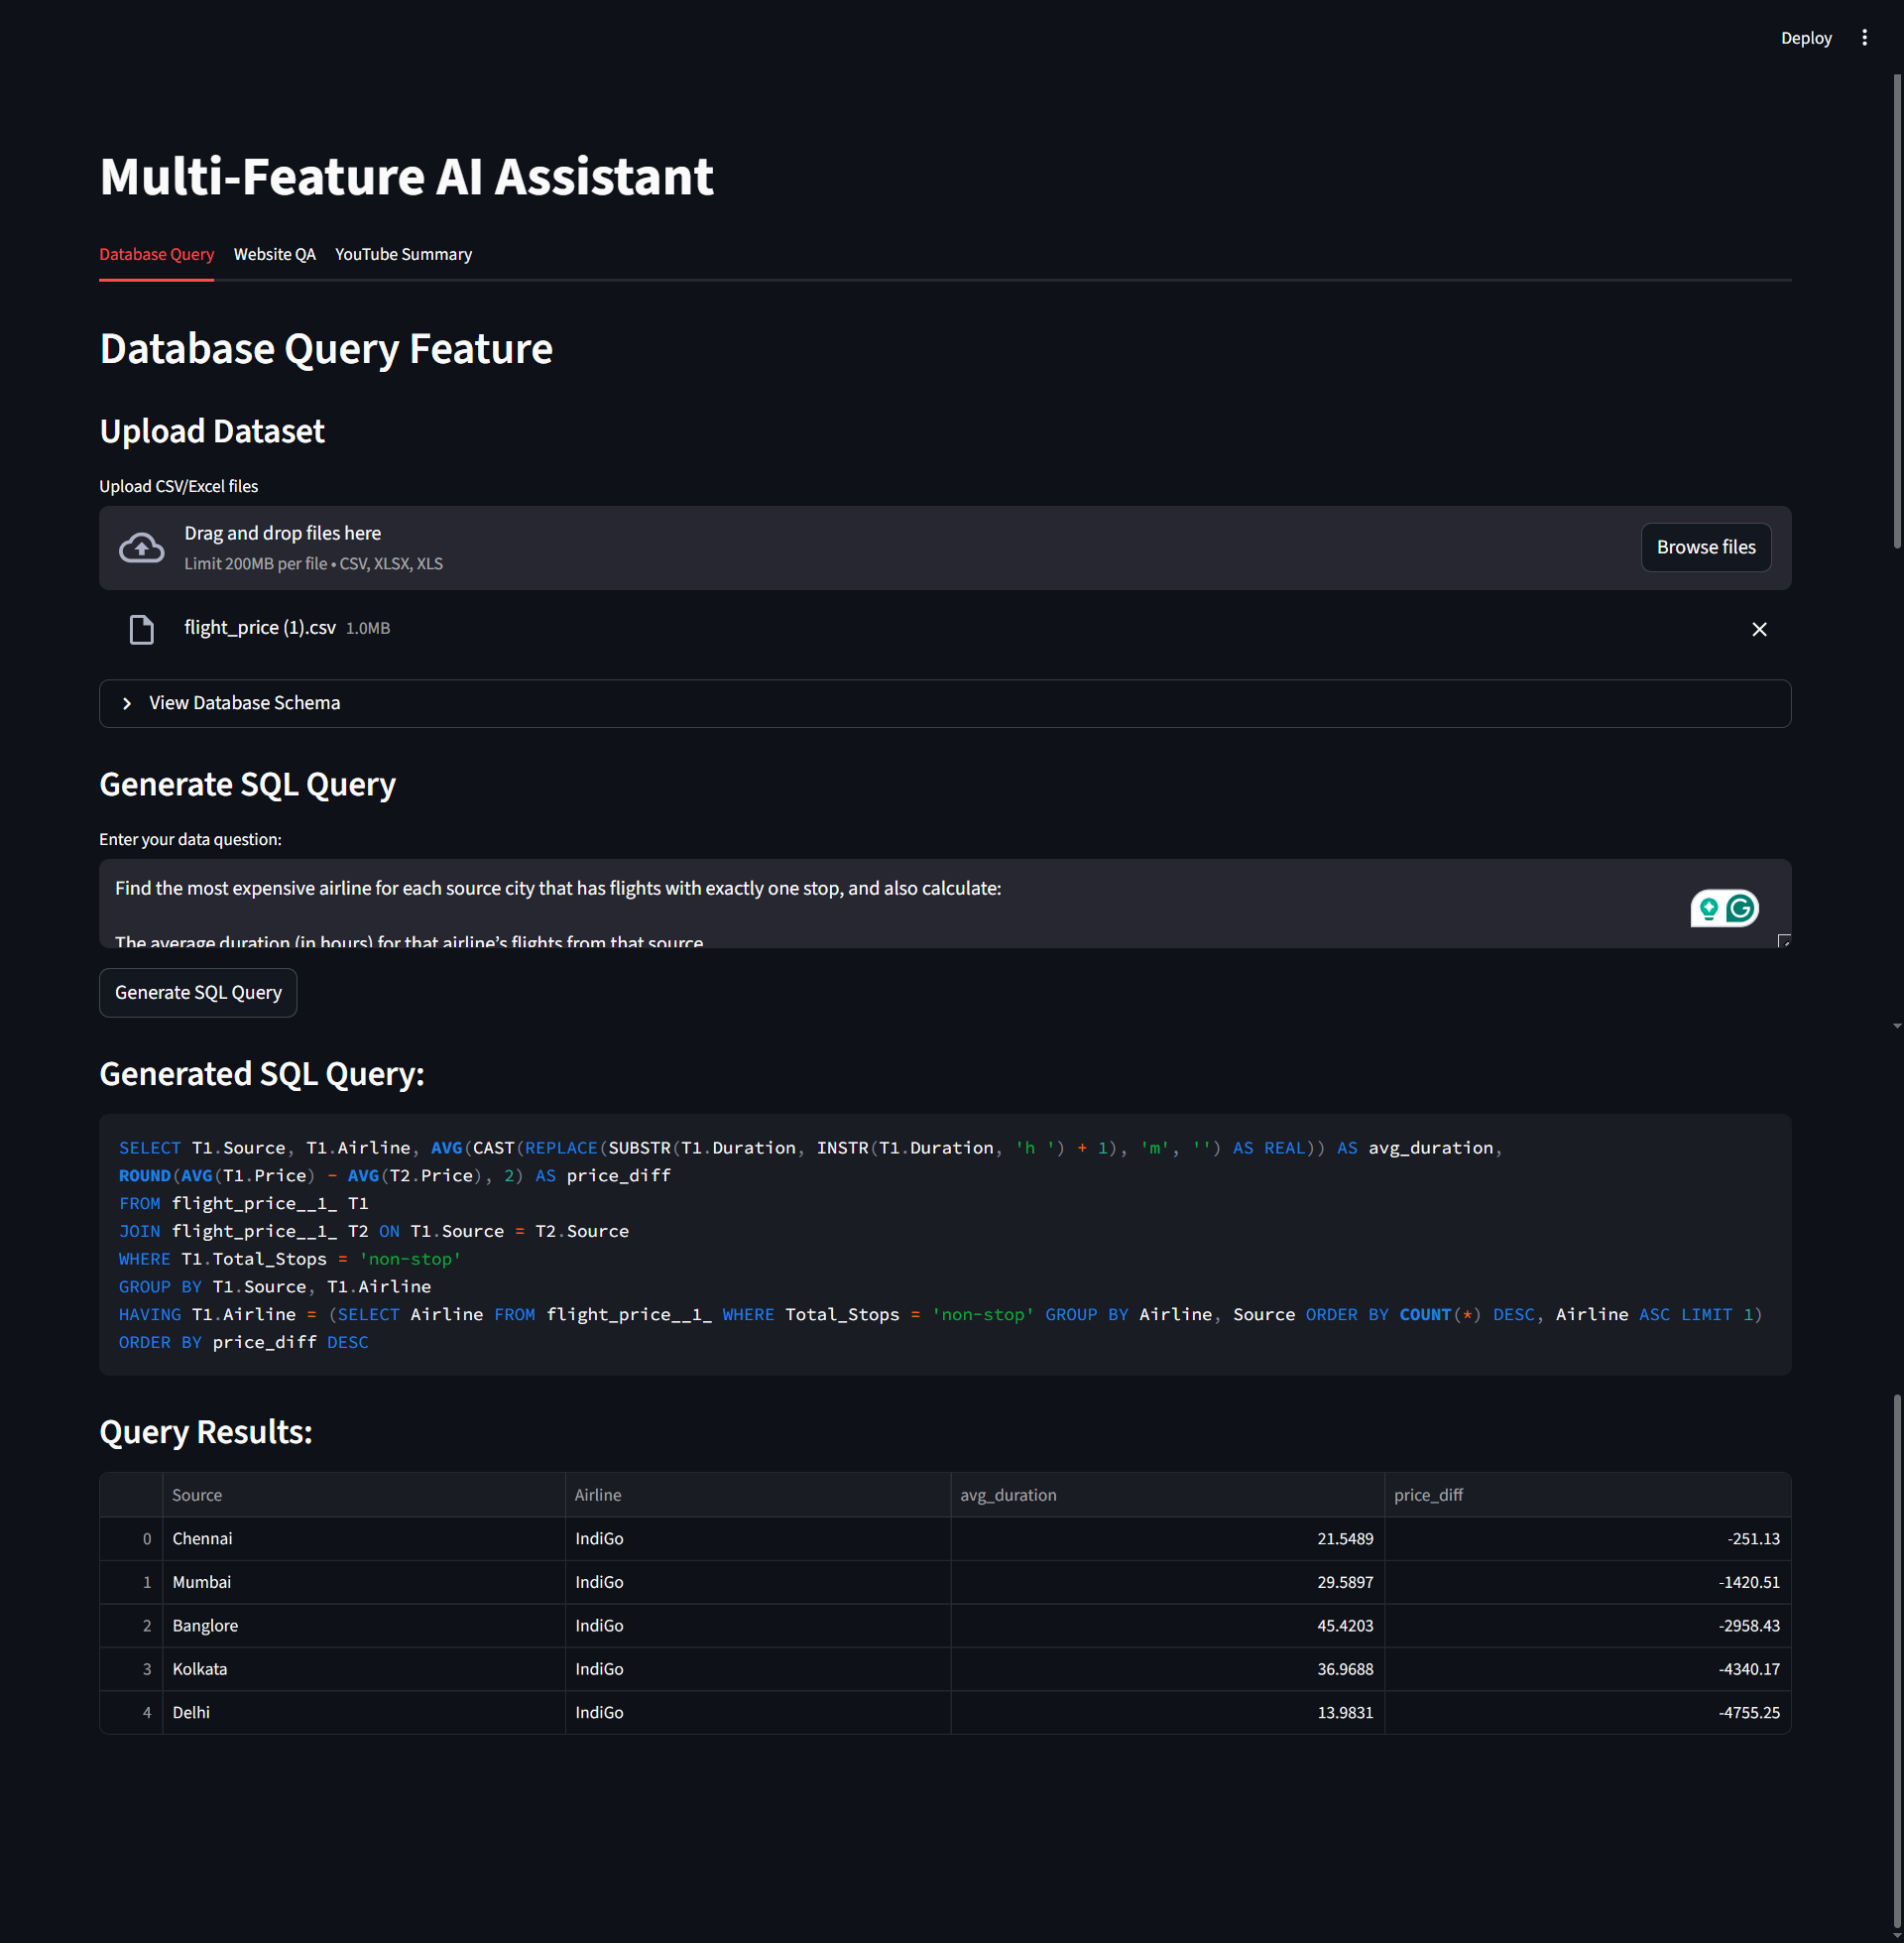 Deploy
Multi-Feature AI Assistant
Database Query Website QA YouTube Summary
Database Query Feature
Upload Dataset
Upload CSV/Excel files
Drag and drop files here
Limit 200MB per file • CSV, XLSX, XLS
Browse files
flight_price (1).csv 1.0MB
View Database Schema
Generate SQL Query
Enter your data question:
Find the most expensive airline for each source city that has flights with exactly one stop, and also calculate:
The average duration (in hours) for that airline’s flights from that source
Generate SQL Query
Generated SQL Query:
SELECT T1.Source, T1.Airline, AVG(CAST(REPLACE(SUBSTR(T1.Duration, INSTR(T1.Duration, 'h ') + 1), 'm', '') AS REAL)) AS avg_duration,
ROUND(AVG(T1.Price) - AVG(T2.Price), 2) AS price_diff
FROM flight_price__1_ T1
JOIN flight_price__1_ T2 ON T1.Source = T2.Source
WHERE T1.Total_Stops = 'non-stop'
GROUP BY T1.Source, T1.Airline
HAVING T1.Airline = (SELECT Airline FROM flight_price__1_ WHERE Total_Stops = 'non-stop' GROUP BY Airline, Source ORDER BY COUNT(*) DESC, Airline ASC LIMIT 1)
ORDER BY price_diff DESC
Query Results:
Source Airline avg_duration price_diff
0 Chennai IndiGo 21.5489 -251.13
1 Mumbai IndiGo 29.5897 -1420.51
2 Banglore IndiGo 45.4203 -2958.43
3 Kolkata IndiGo 36.9688 -4340.17
4 Delhi IndiGo 13.9831 -4755.25